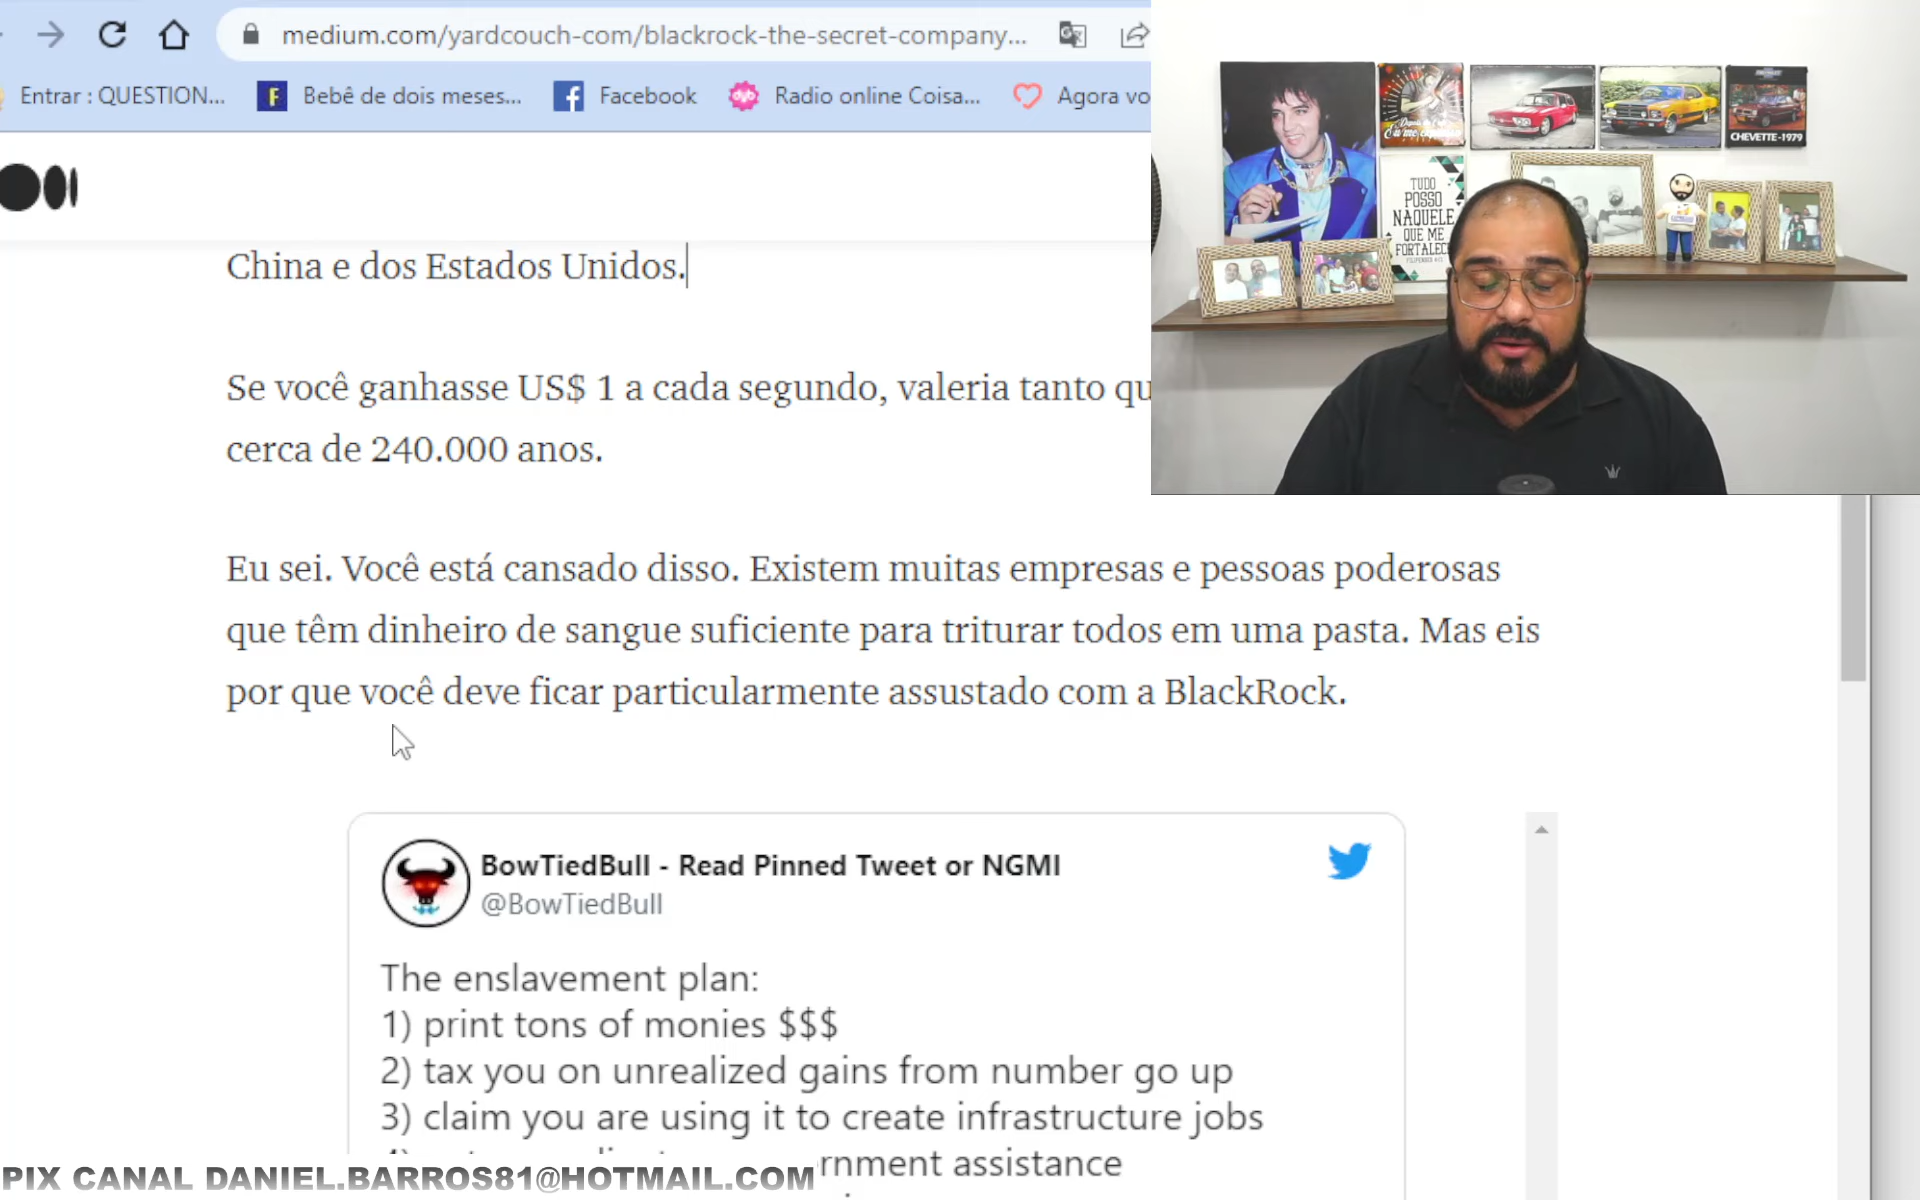 medium.com/yardcouch-com/blackrock-the-secret-company...
Entrar : QUESTION...
Bebê de dois meses...
Facebook
Radio online Coisa...
Agora vo
China e dos Estados Unidos.
Se você ganhasse US$ 1 a cada segundo, valeria tanto qu
cerca de 240.000 anos.
Eu sei. Você está cansado disso. Existem muitas empresas e pessoas poderosas
que têm dinheiro de sangue suficiente para triturar todos em uma pasta. Mas eis
por que você deve ficar particularmente assustado com a BlackRock.
BowTiedBull - Read Pinned Tweet or NGMI
@BowTiedBull
The enslavement plan:
1) print tons of monies $$$
2) tax you on unrealized gains from number go up
3) claim you are using it to create infrastructure jobs
rnment assistance
PIX CANAL DANIEL.BARROS81@HOTMAIL.COM
CHEVETTE-1979
TUDO
POSSO
NAQUELE
QUE ME
FORTALEC